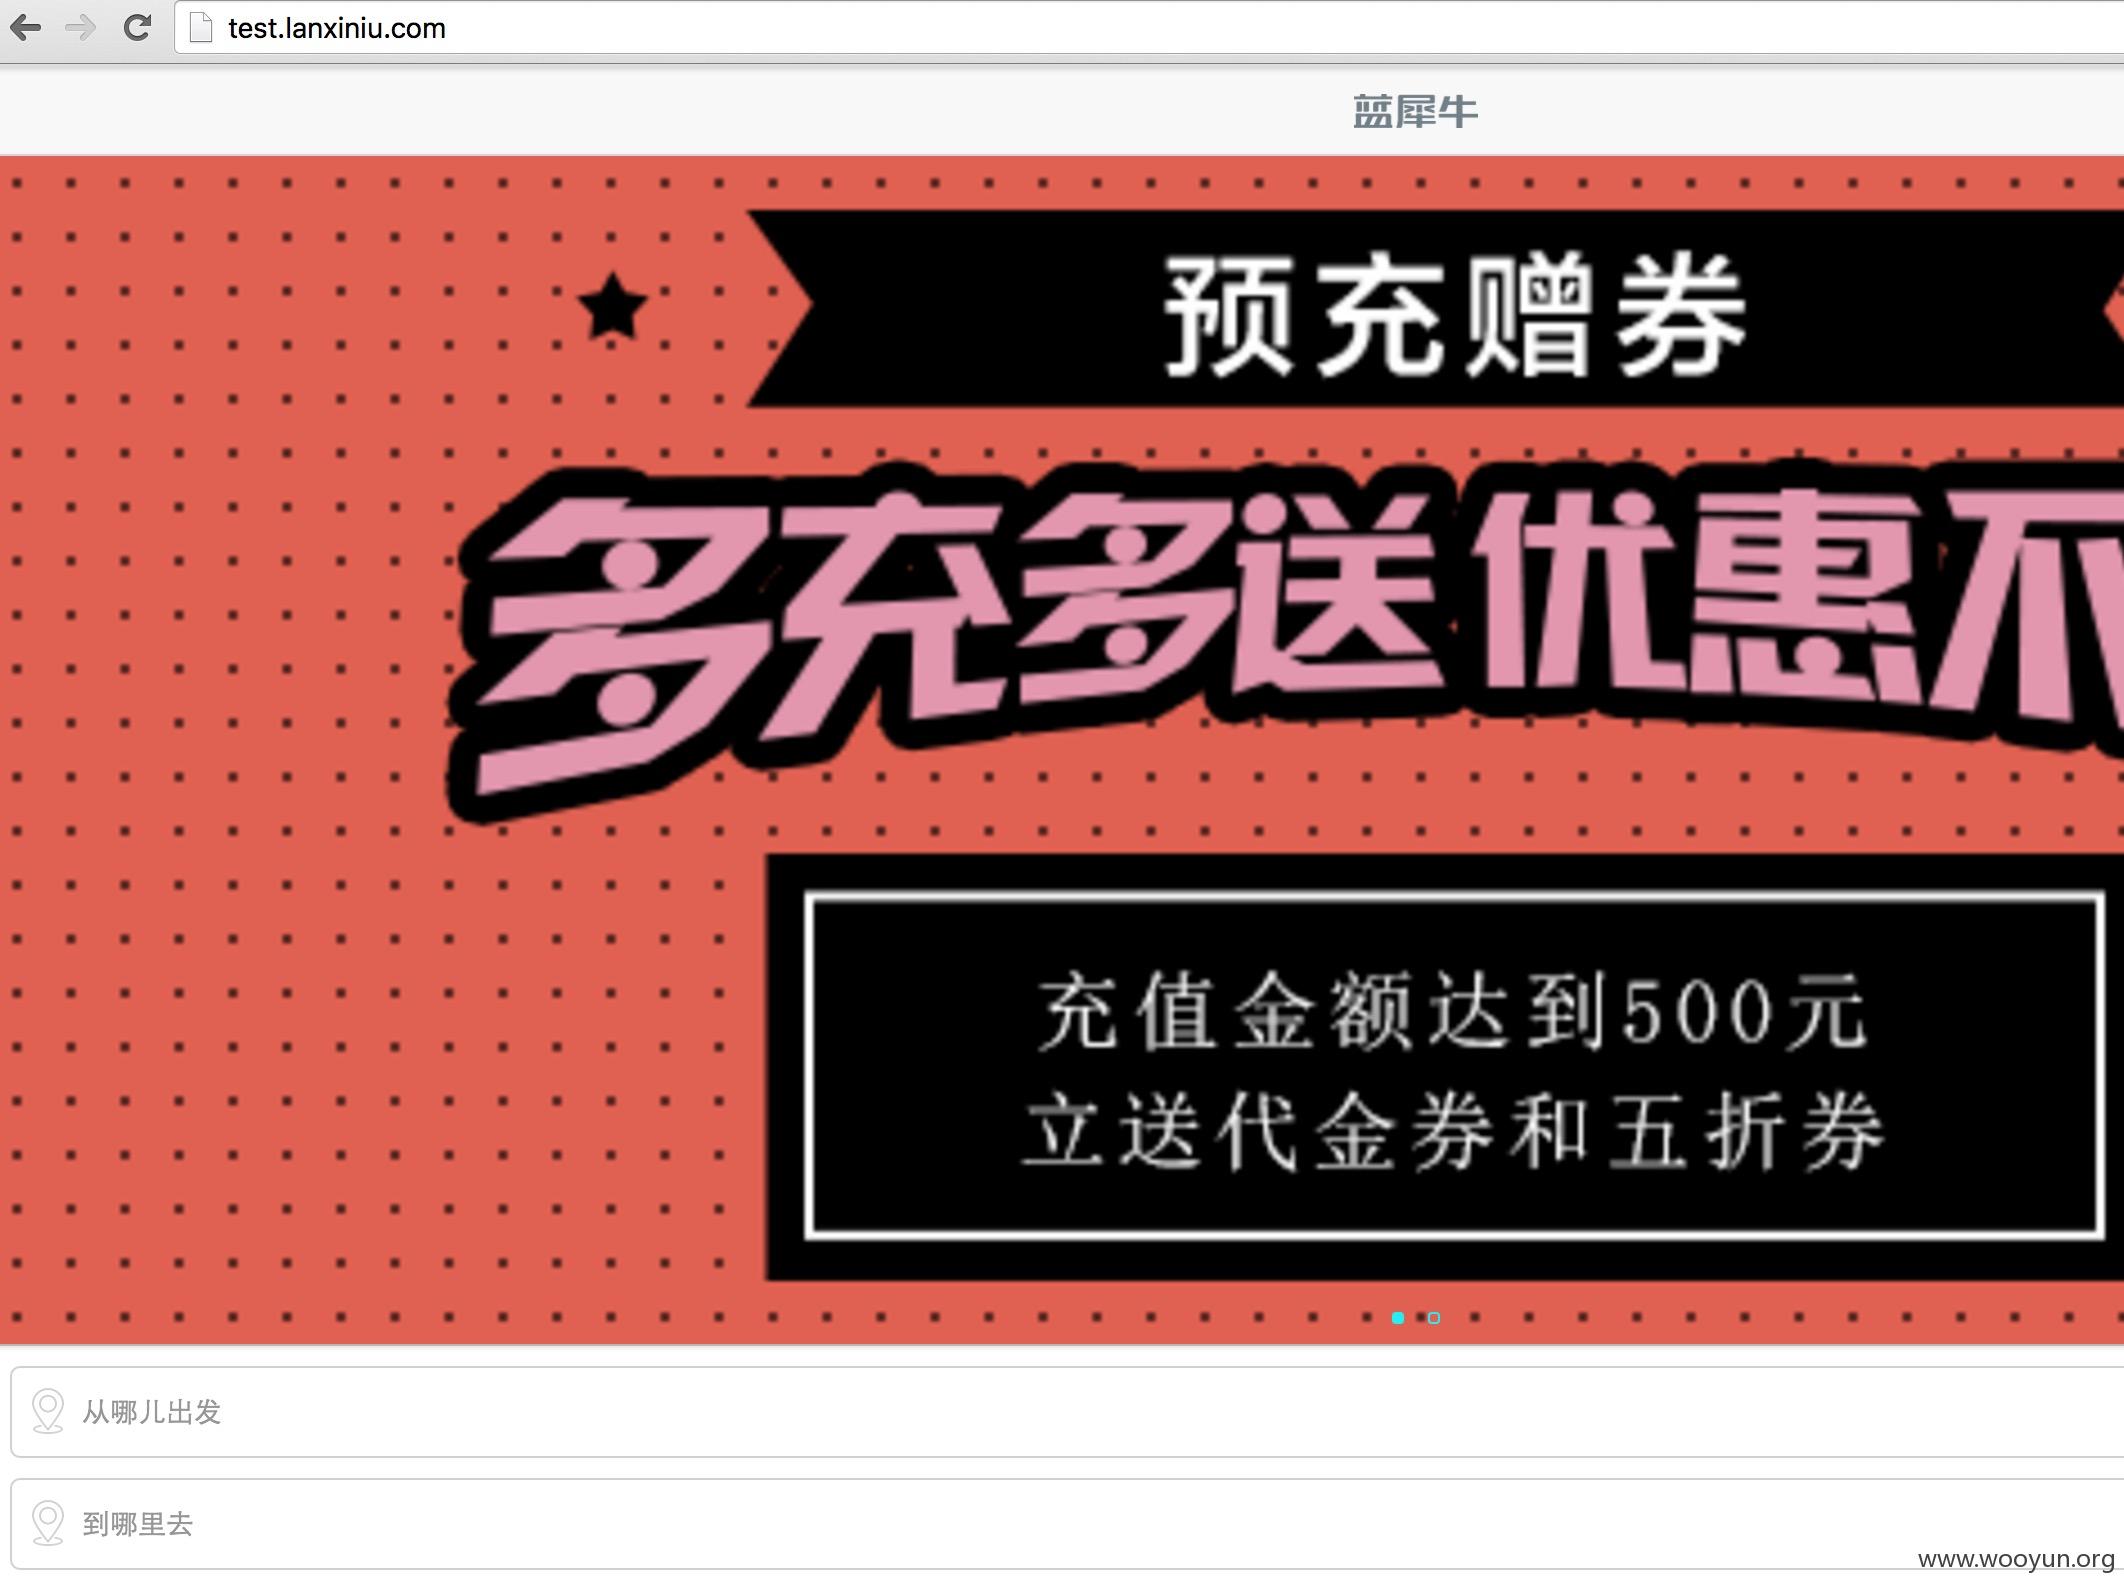 test.lanxiniu.com
蓝犀牛
预充赠券
多充多送优惠不
充值金额达到500元
立送代金券和五折券
从哪儿出发
到哪里去
www.wooyun.org